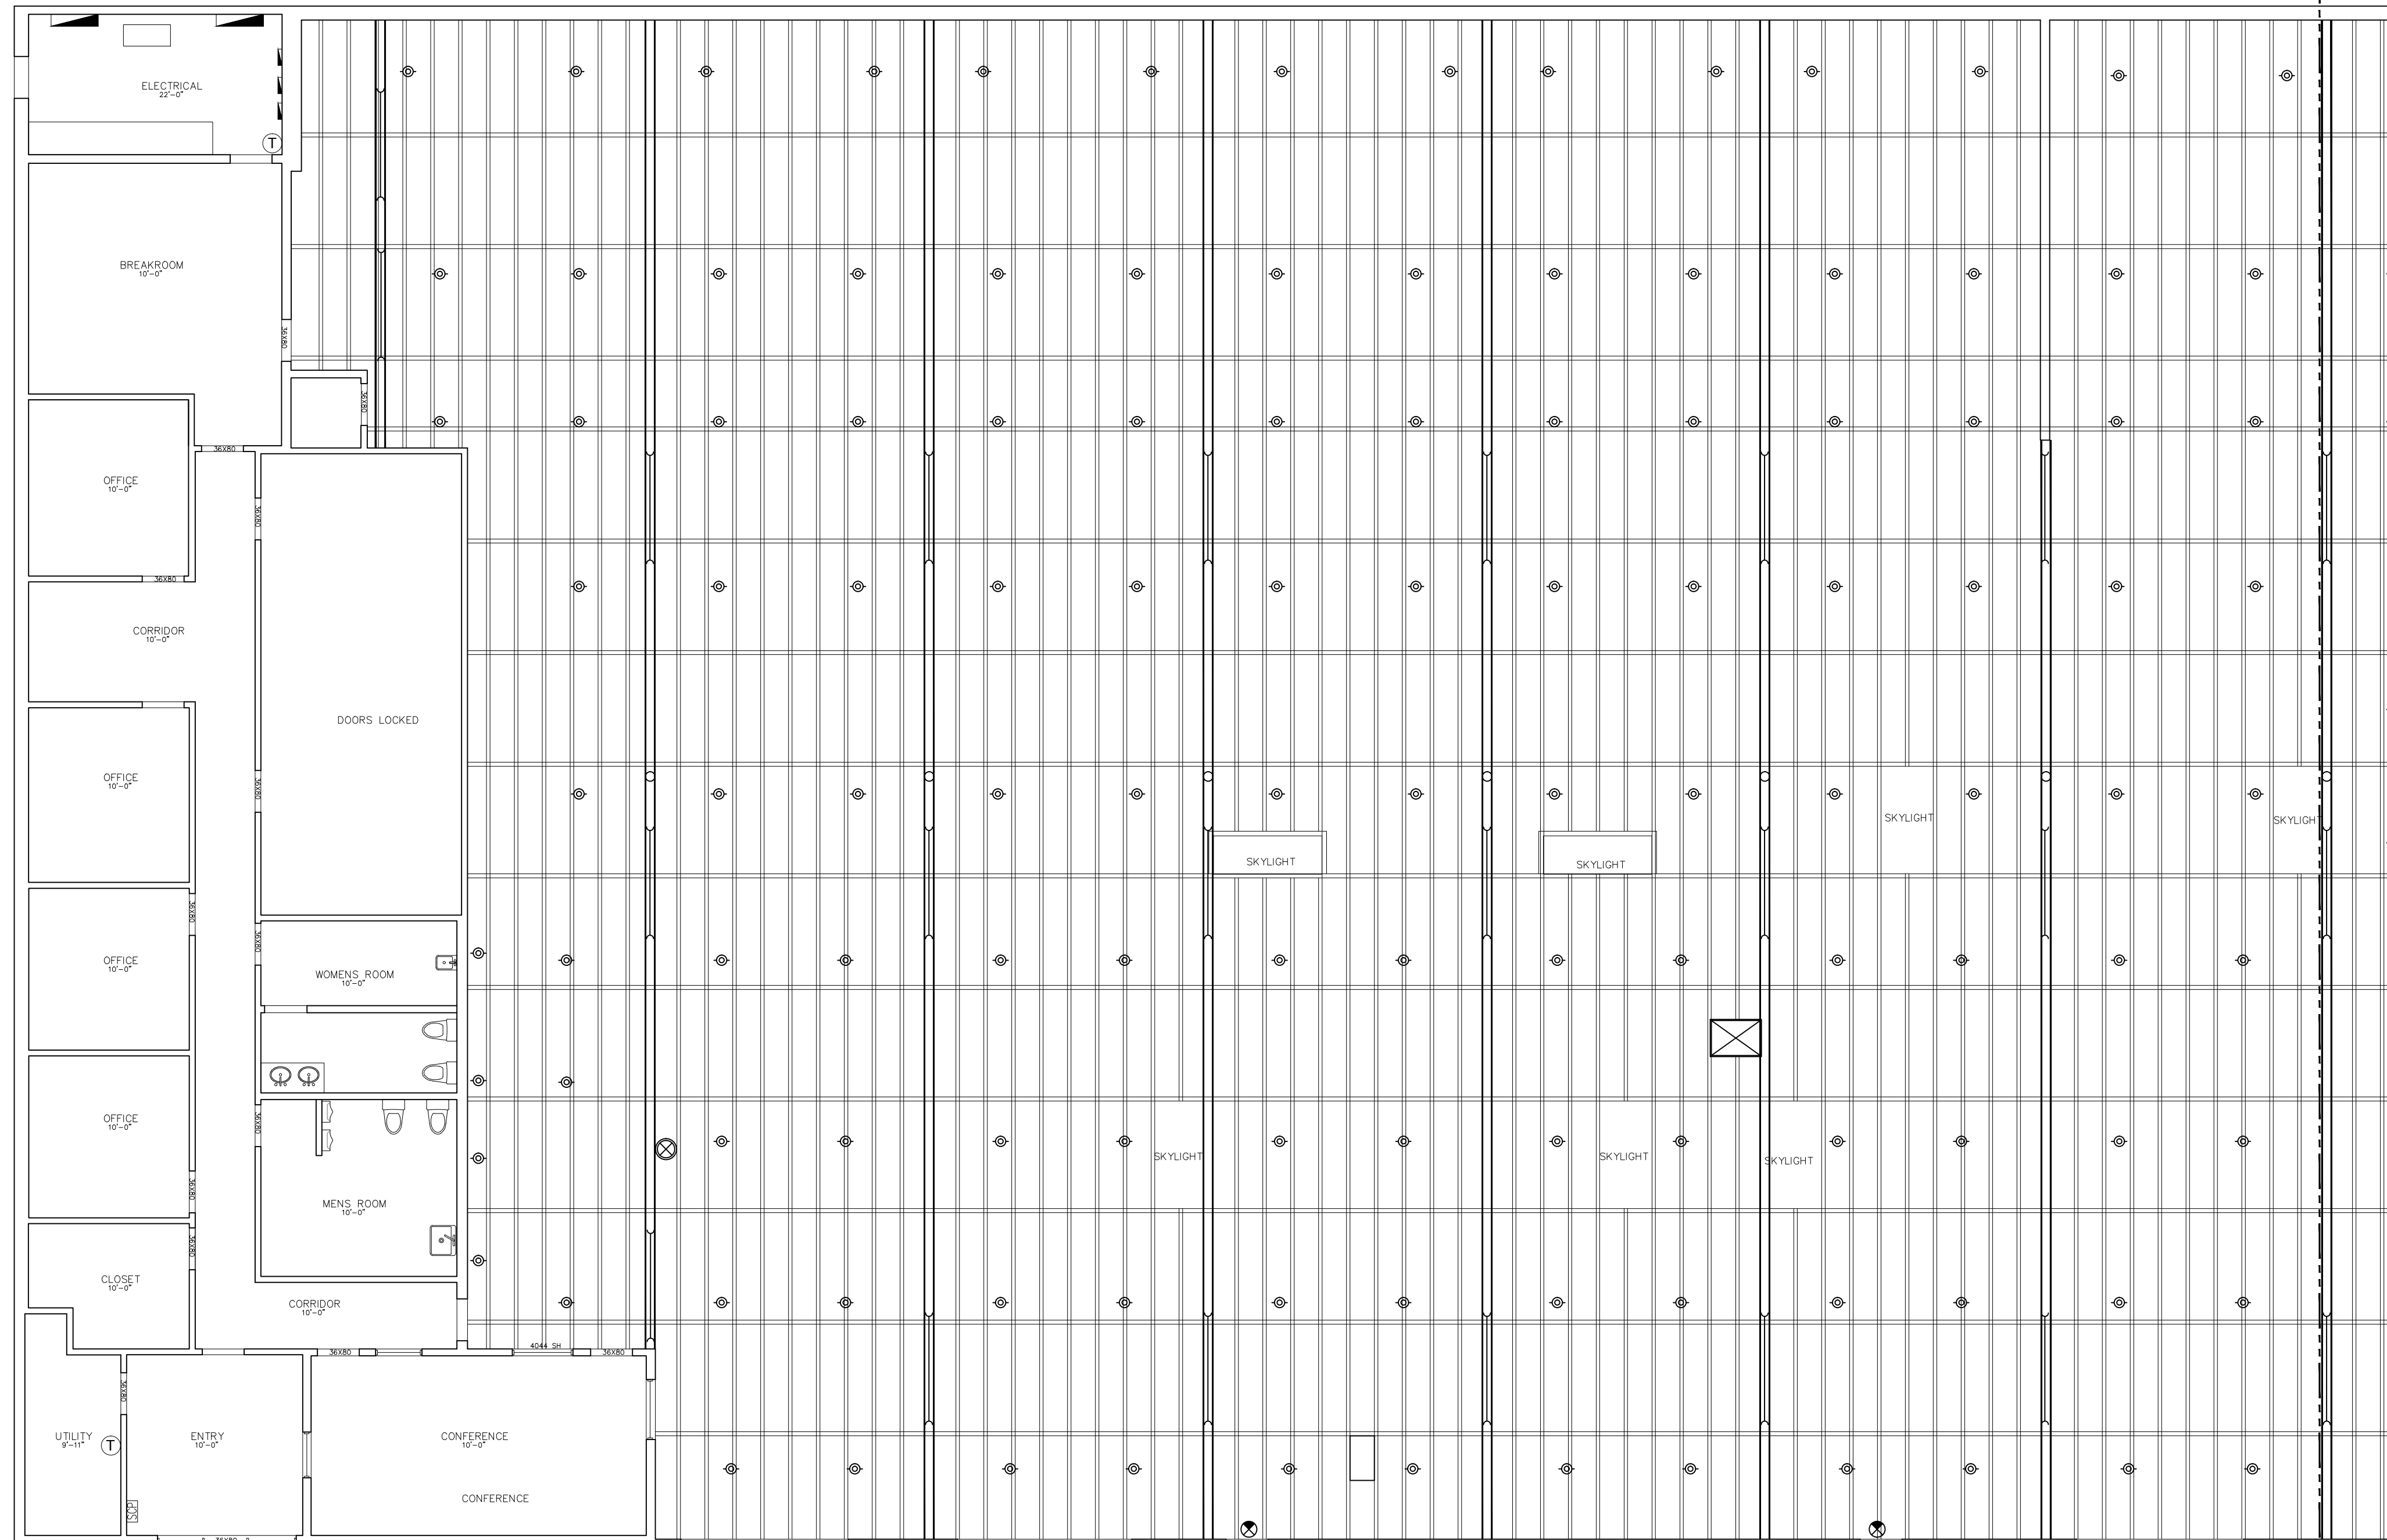 ELECTRICAL
22'-0"
T
BREAKROOM
10'-0"
36X80
36X80
36X80
OFFICE
10'-0"
36X80
36X80
CORRIDOR
10'-0"
DOORS LOCKED
OFFICE
10'-0"
36X80
SKYLIGHT
SKYLIGHT
SKYLIGHT
SKYLIGHT
36X80
OFFICE
10'-0"
36X80
WOMENS ROOM
10'-0"
OFFICE
10'-0"
36X80
SKYLIGHT
SKYLIGHT
SKYLIGHT
36X80
MENS ROOM
10'-0"
36X80
CLOSET
10'-0"
CORRIDOR
10'-0"
36X80
4044 SH
36X80
36X80
UTILITY
9'-11"
T
ENTRY
10'-0"
CONFERENCE
10'-0"
CONFERENCE
SCP
36X80